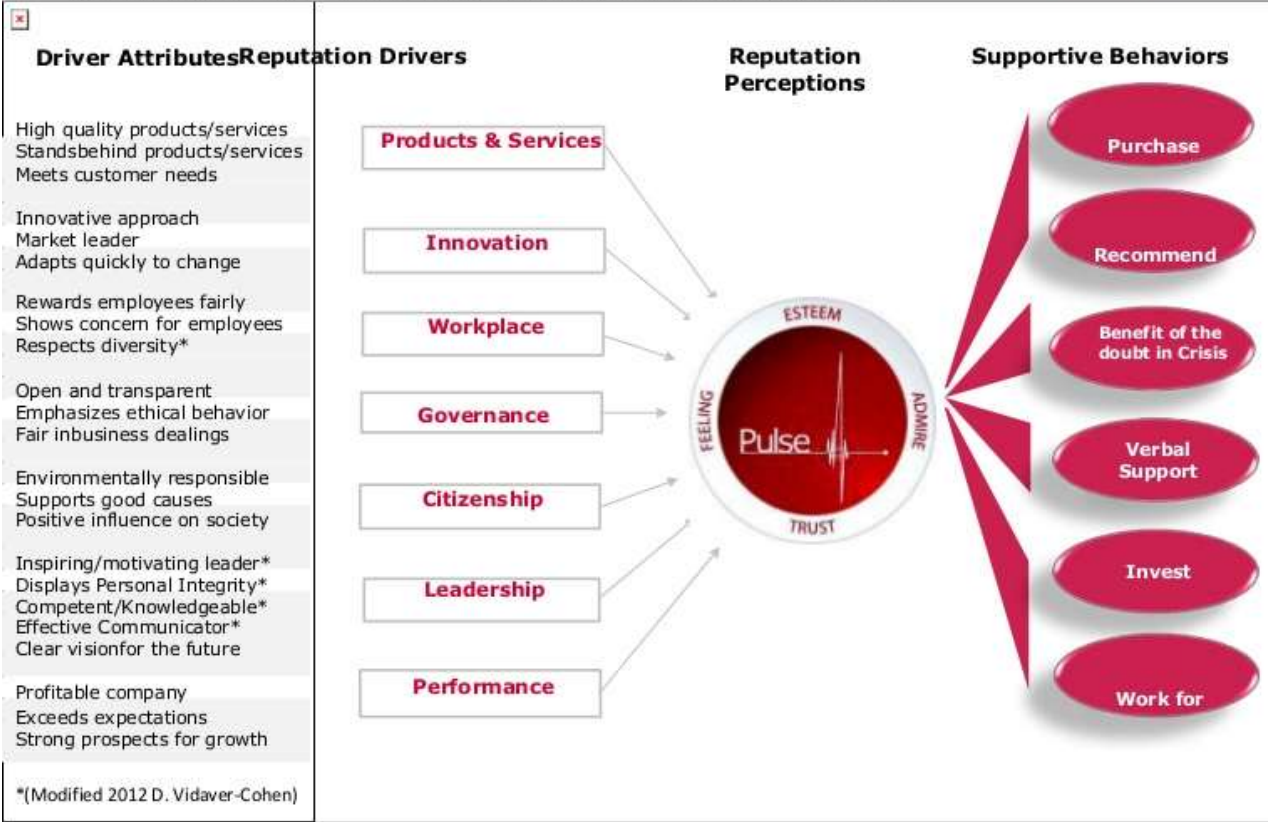 Driver Attributes
High quality products/services
Standsbehind products/services
Meets customer needs
Innovative approach
Market leader
Adapts quickly to change
Rewards employees fairly
Shows concern for employees
Respects diversity*
Open and transparent
Emphasizes ethical behavior
Fair inbusiness dealings
Environmentally responsible
Supports good causes
Positive influence on society
Inspiring/motivating leader*
Displays Personal Integrity*
Competent/Knowledgeable*
Effective Communicator*
Clear visionfor the future
Profitable company
Exceeds expectations
Strong prospects for growth
*(Modified 2012 D. Vidaver-Cohen)
Reputation Drivers
Products & Services
Innovation
Workplace
Governance
Citizenship
Leadership
Performance
Reputation
Perceptions
ESTEEM
FEELING
ADMIRE
Pulse
TRUST
Supportive Behaviors
Purchase
Recommend
Benefit of the
doubt in Crisis
Verbal
Support
Invest
Work for